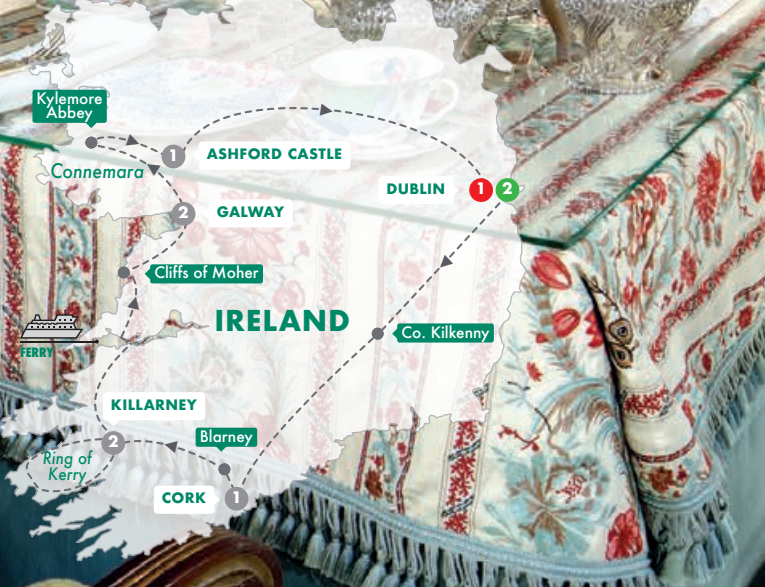 Kylemore
Abbey
1
ASHFORD CASTLE
Connemara
DUBLIN
1
2
2
GALWAY
Cliffs of Moher
IRELAND
Co. Kilkenny
FERRY
KILLARNEY
2
Blarney
Ring of
Kerry
CORK
1